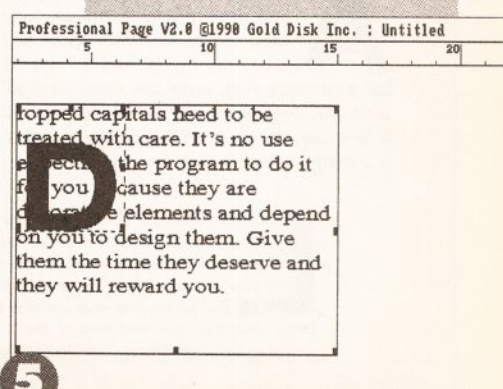 Professional Page V2.0 ©1990 Gold Disk Inc. : Untitled
5 10 15 20
D
ropped capitals need to be
treated with care. It's no use
the program to do it
you cause they are
elements and depend
on you to design them. Give
them the time they deserve and
they will reward you.
5